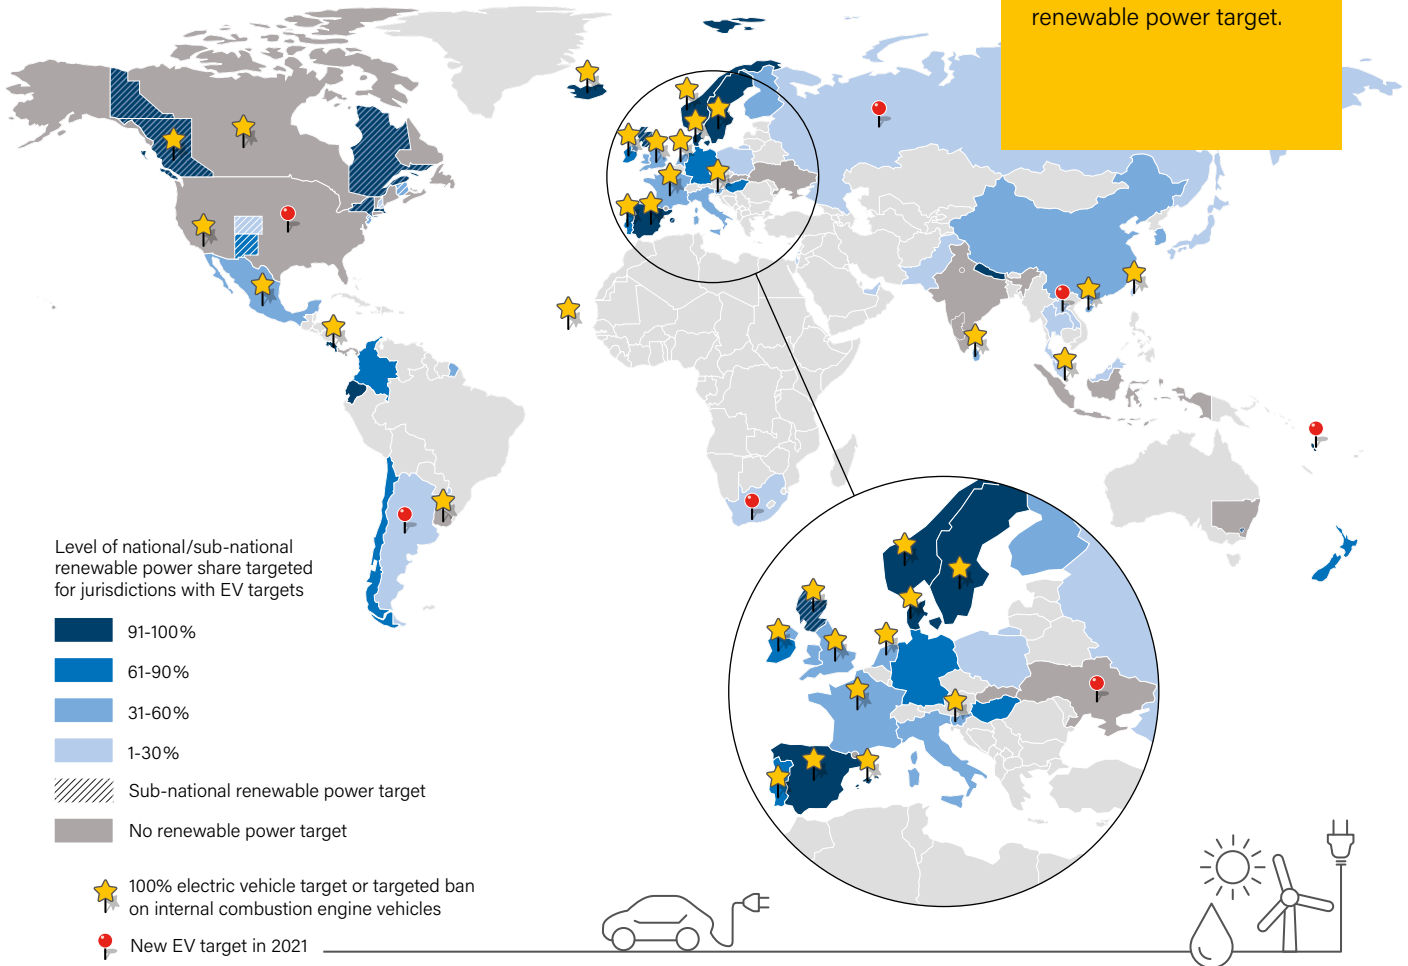 renewable power target.
Level of national/sub-national
renewable power share targeted
for jurisdictions with EV targets
91-100%
61-90%
31-60%
1-30%
Sub-national renewable power target
No renewable power target
100% electric vehicle target or targeted ban
on internal combustion engine vehicles
New EV target in 2021